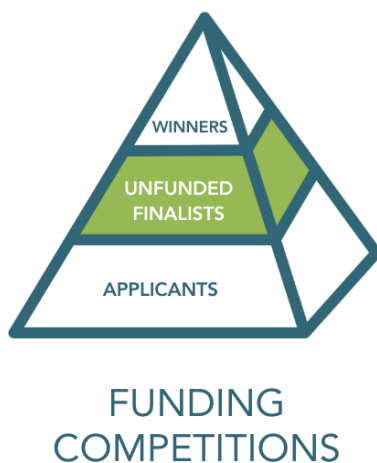 WINNERS
UNFUNDED
FINALISTS
APPLICANTS
FUNDING
COMPETITIONS